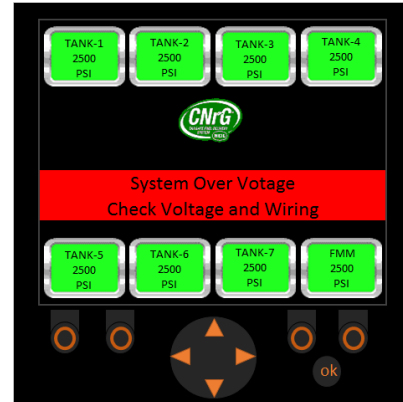 TANK-1
2500
PSI
TANK-2
2500
PSI
TANK-3
2500
PSI
TANK-4
2500
PSI
CNrG
System Over Votage
Check Voltage and Wiring
TANK-5
2500
PSI
TANK-6
2500
PSI
TANK-7
2500
PSI
FMM
2500
PSI
ok